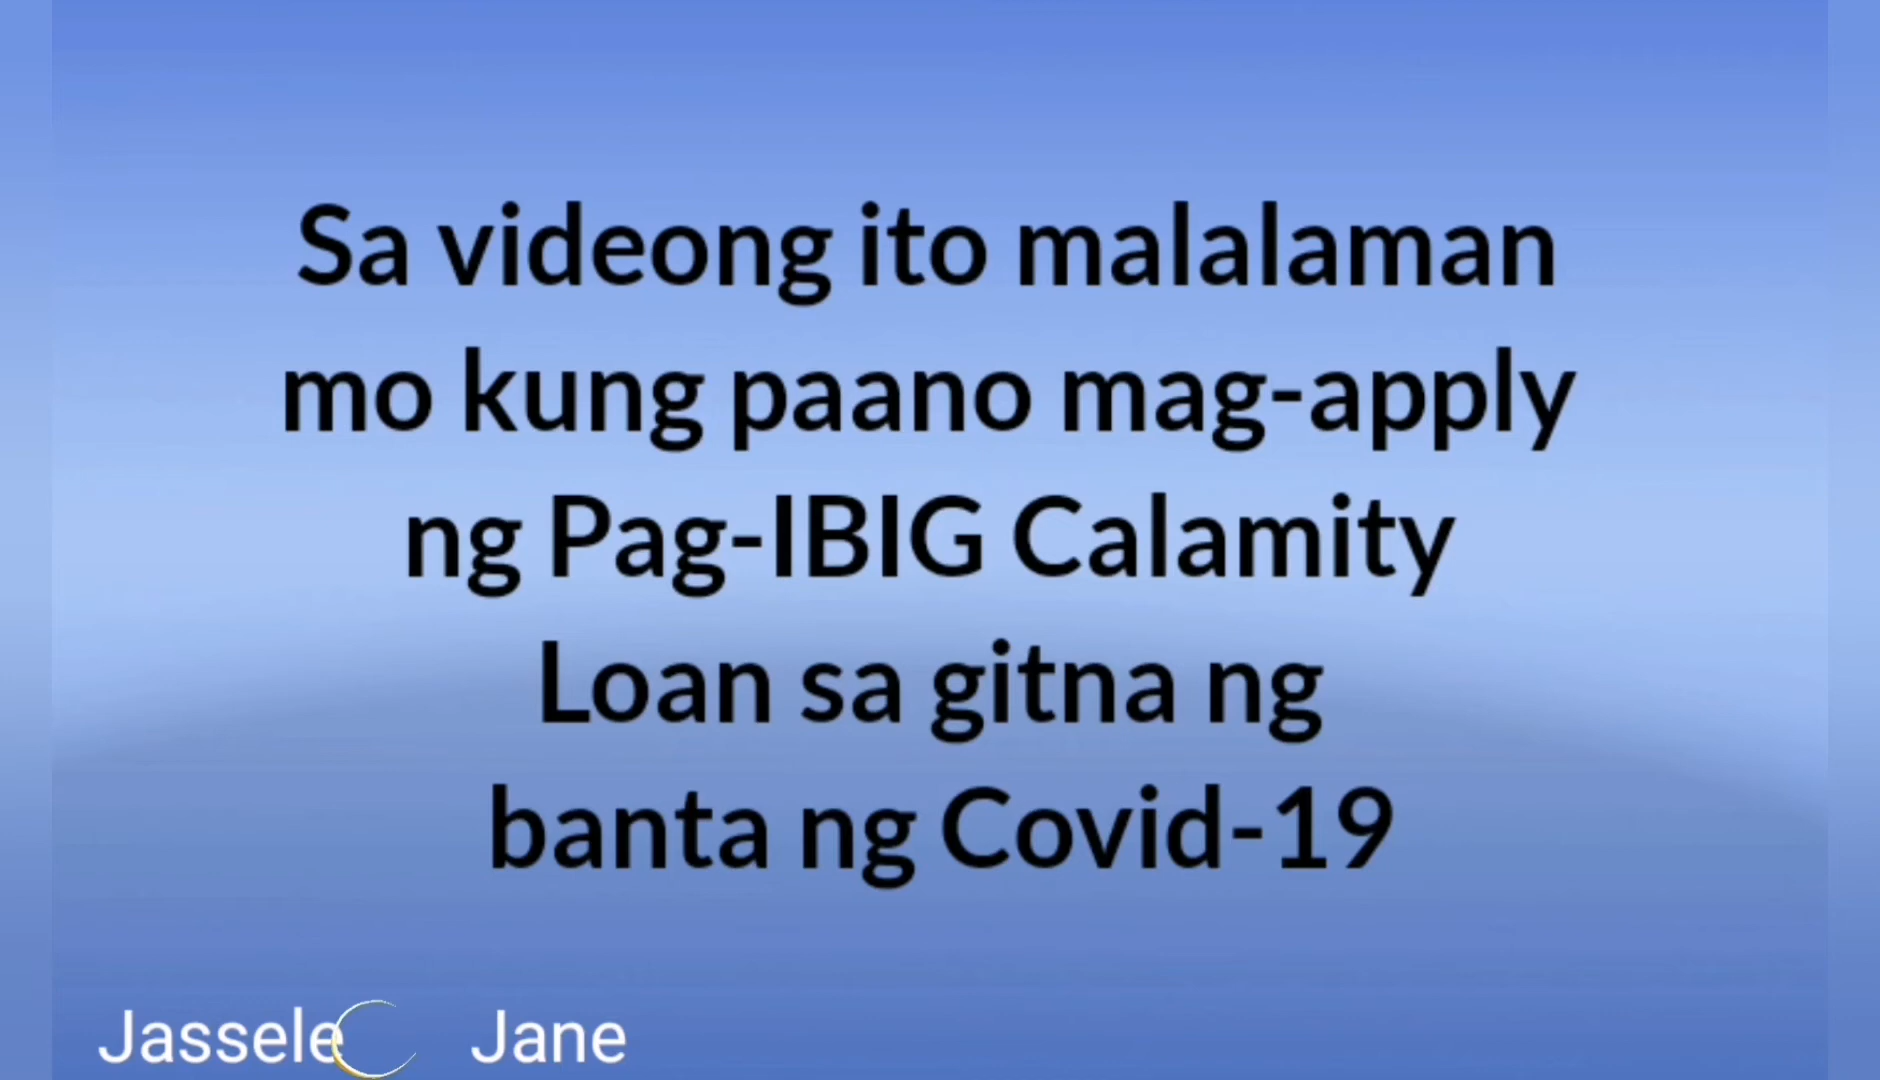 Sa videong ito malalaman
mo kung paano mag-apply
ng Pag-IBIG Calamity
Loan sa gitna ng
banta ng Covid-19
Jassele Jane